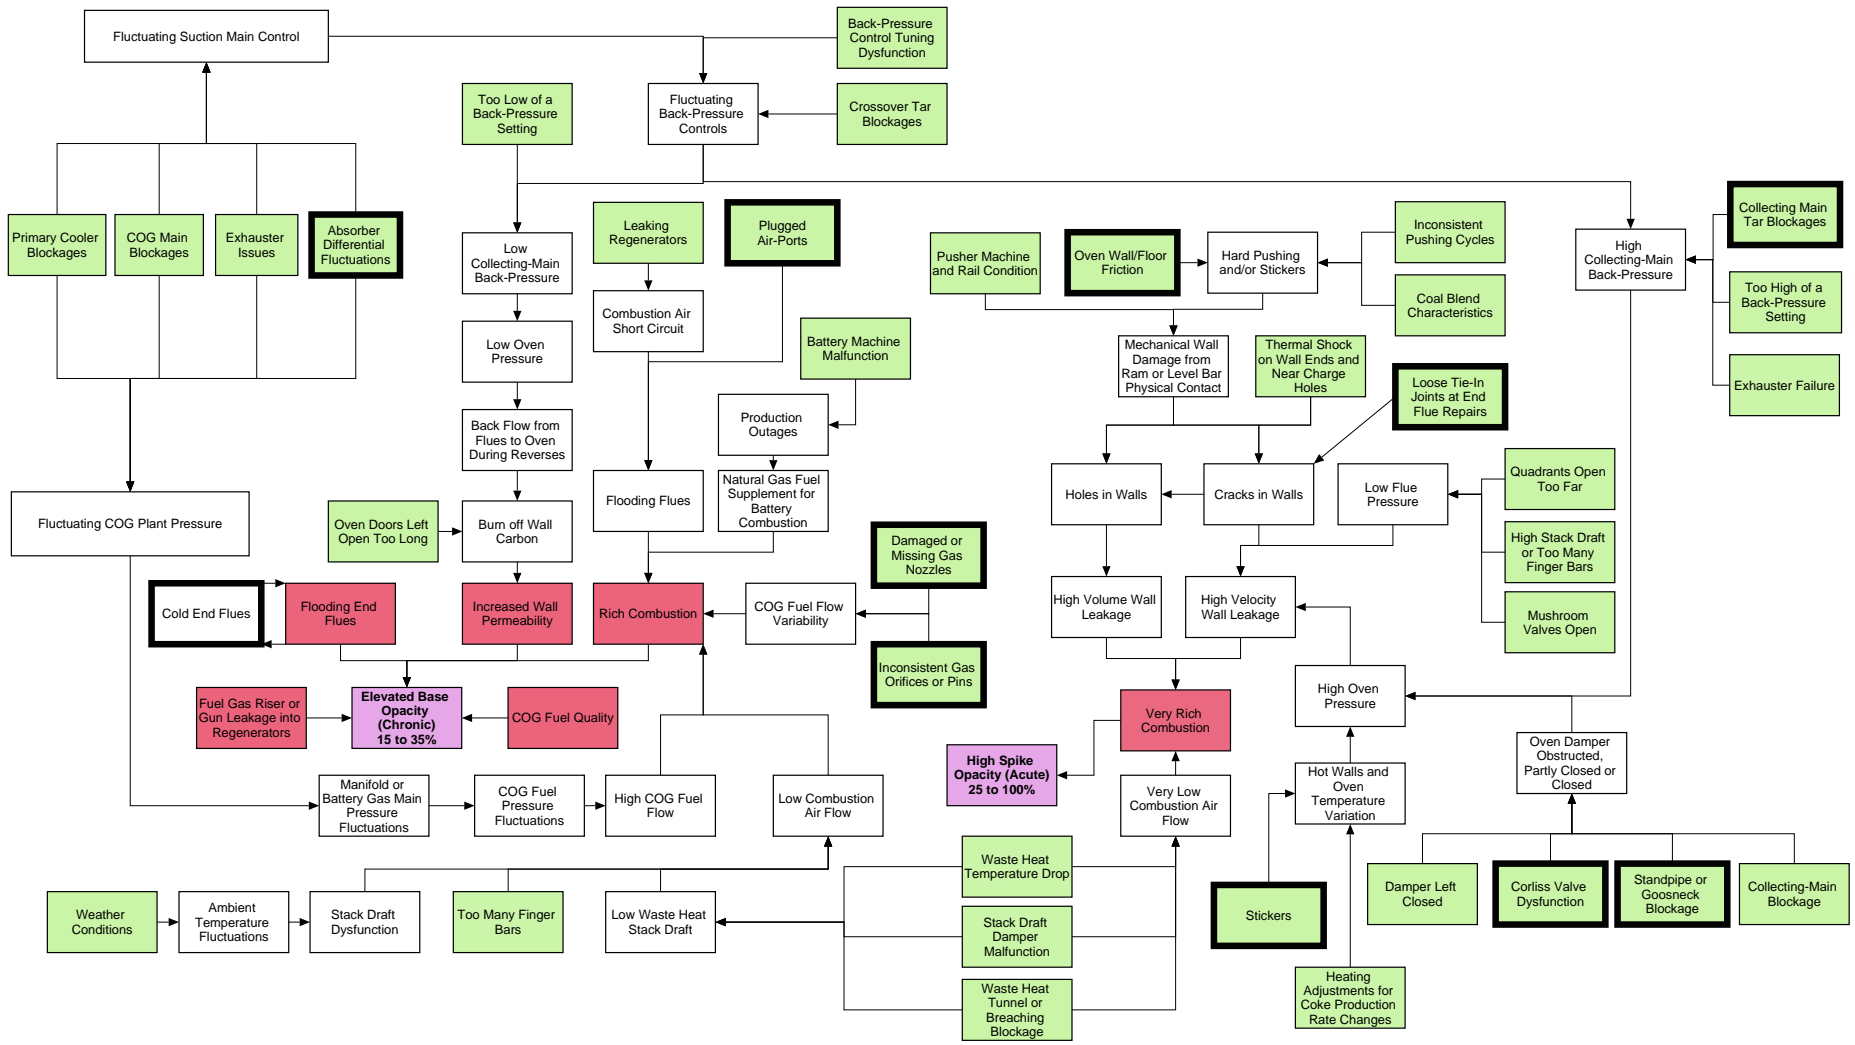 Fluctuating Suction Main Control
Back-Pressure
Control Tuning
Dysfunction
Too Low of a
Back-Pressure
Setting
Fluctuating
Back-Pressure
Controls
Crossover Tar
Blockages
Primary Cooler
Blockages
COG Main
Blockages
Exhauster
Issues
Absorber
Differential
Fluctuations
Low
Collecting-Main
Back-Pressure
Leaking
Regenerators
Plugged
Air-Ports
Pusher Machine
and Rail Condition
Oven Wall/Floor
Friction
Hard Pushing
and/or Stickers
Inconsistent
Pushing Cycles
Coal Blend
Characteristics
High
Collecting-Main
Back-Pressure
Collecting Main
Tar Blockages
Too High of a
Back-Pressure
Setting
Exhauster Failure
Low Oven
Pressure
Combustion Air
Short Circuit
Battery Machine
Malfunction
Mechanical Wall
Damage from
Ram or Level Bar
Physical Contact
Thermal Shock
on Wall Ends and
Near Charge
Holes
Loose Tie-In
Joints at End
Flue Repairs
Back Flow from
Flues to Oven
During Reverses
Production
Outages
Fluctuating COG Plant Pressure
Oven Doors Left
Open Too Long
Burn off Wall
Carbon
Flooding Flues
Natural Gas Fuel
Supplement for
Battery
Combustion
Holes in Walls
Cracks in Walls
Low Flue
Pressure
Quadrants Open
Too Far
High Stack Draft
or Too Many
Finger Bars
Mushroom
Valves Open
Damaged or
Missing Gas
Nozzles
Cold End Flues
Flooding End
Flues
Increased Wall
Permeability
Rich Combustion
COG Fuel Flow
Variability
High Volume Wall
Leakage
High Velocity
Wall Leakage
Inconsistent Gas
Orifices or Pins
Fuel Gas Riser or
Gun Leakage into
Regenerators
Elevated Base
Opacity
(Chronic)
15 to 35%
COG Fuel Quality
Very Rich
Combustion
High Oven
Pressure
High Spike
Opacity (Acute)
25 to 100%
Oven Damper
Obstructed,
Partly Closed or
Closed
Manifold or
Battery Gas Main
Pressure
Fluctuations
COG Fuel
Pressure
Fluctuations
High COG Fuel
Flow
Low Combustion
Air Flow
Very Low
Combustion Air
Flow
Hot Walls and
Oven
Temperature
Variation
Weather
Conditions
Ambient
Temperature
Fluctuations
Stack Draft
Dysfunction
Too Many Finger
Bars
Low Waste Heat
Stack Draft
Waste Heat
Temperature Drop
Stack Draft
Damper
Malfunction
Waste Heat
Tunnel or
Breaching
Blockage
Stickers
Damper Left
Closed
Corliss Valve
Dysfunction
Standpipe or
Goosneck
Blockage
Collecting-Main
Blockage
Heating
Adjustments for
Coke Production
Rate Changes